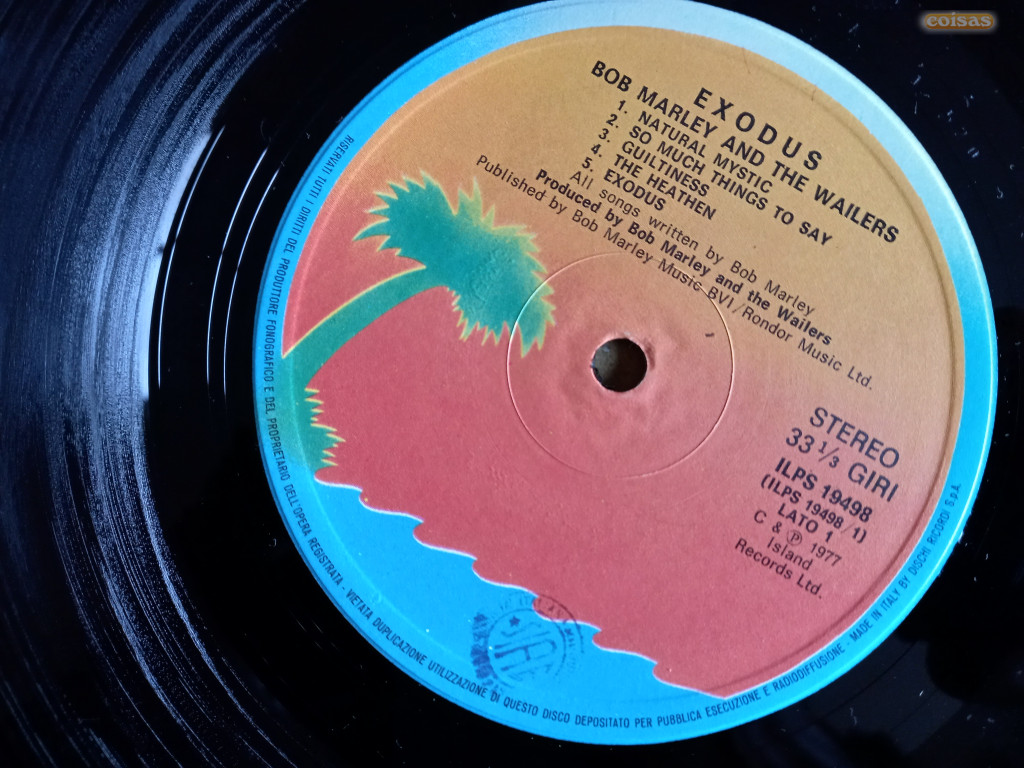 coisas
EXODUS
BOB MARLEY AND THE WAILERS
1. NATURAL MYSTIC
2. SO MUCH THINGS TO SAY
3. GUILTINESS
4. THE HEATHEN
5. EXODUS
All songs written by Bob Marley
Produced by Bob Marley and the Wailers
Published by Bob Marley Music BVI/Rondor Music Ltd.
STEREO
33 1/3 GIRI
ILPS 19498
(ILPS 19498/1)
LATO 1
C & Ⓟ 1977
Island
Records Ltd.
RISERVATI TUTTI I DIRITTI DEL PRODUTTORE FONOGRAFICO E DEL PROPRIETARIO DELL'OPERA REGISTRATA - VIETATA DUPLICAZIONE UTILIZZAZIONE DI QUESTO DISCO DEPOSITATO PER PUBBLICA ESECUZIONE E RADIODIFFUSIONE - MADE IN ITALY BY DISCHI RICORDI S.p.A.
SIAE